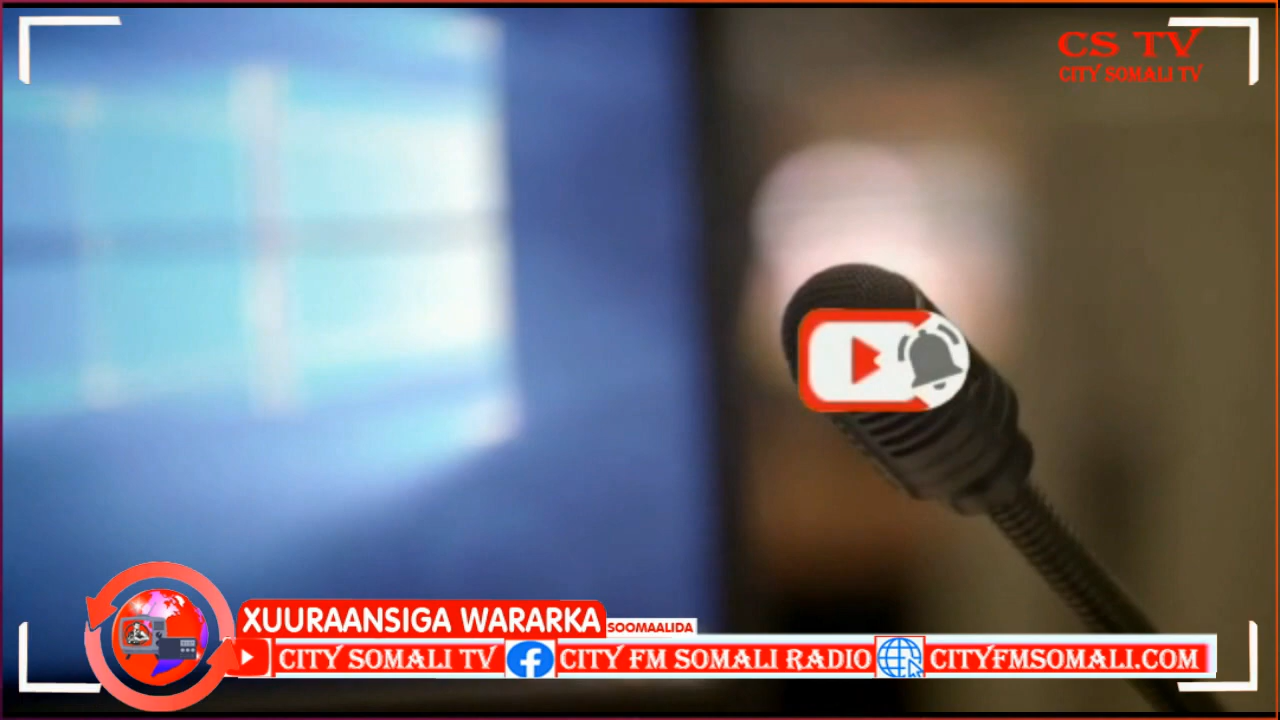 CS TV
CITY SOMALI TV
XUURAANSIGA WARARKA
SOOMAALIDA
CITY SOMALI TV CITY FM SOMALI RADIO CITYFMSOMALI.COM